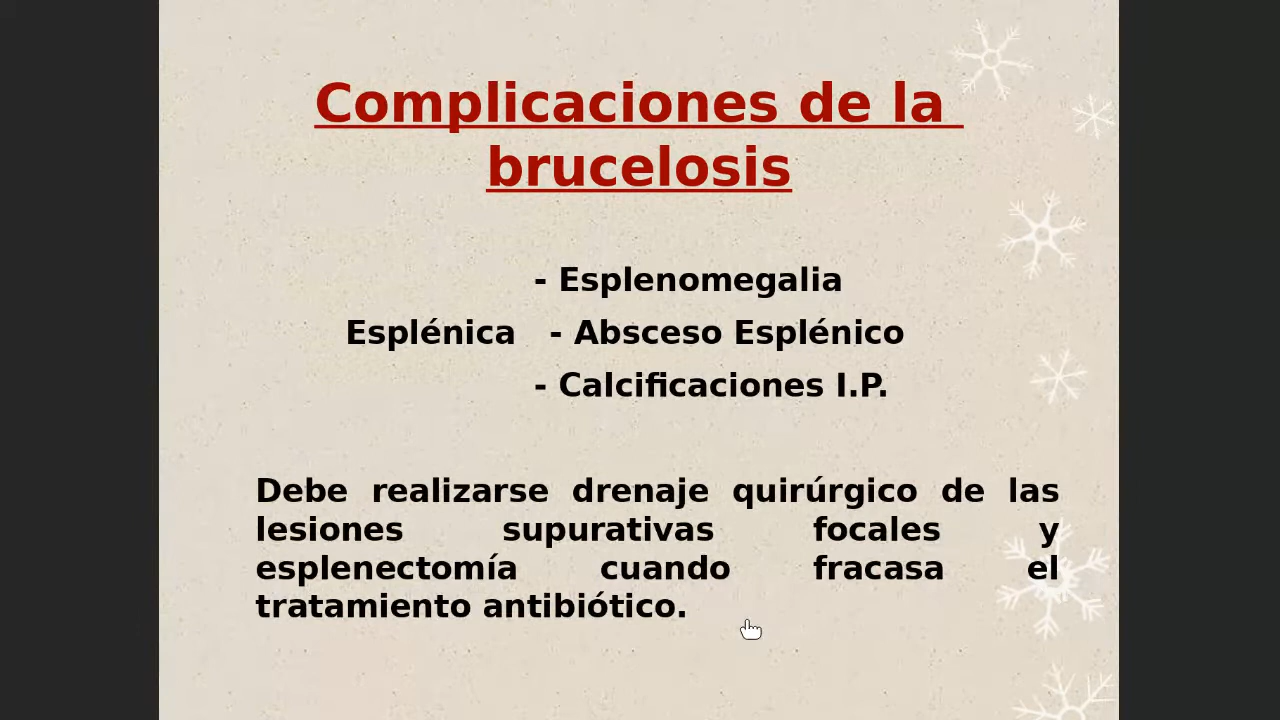 Complicaciones de la
brucelosis
- Esplenomegalia
Esplénica - Absceso Esplénico
- Calcificaciones I.P.
Debe realizarse drenaje quirúrgico de las
lesiones supurativas focales y
esplenectomía cuando fracasa el
tratamiento antibiótico.